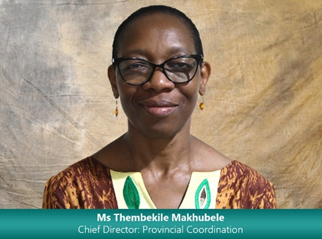 Ms Thembekile Makhubele
Chief Director: Provincial Coordination